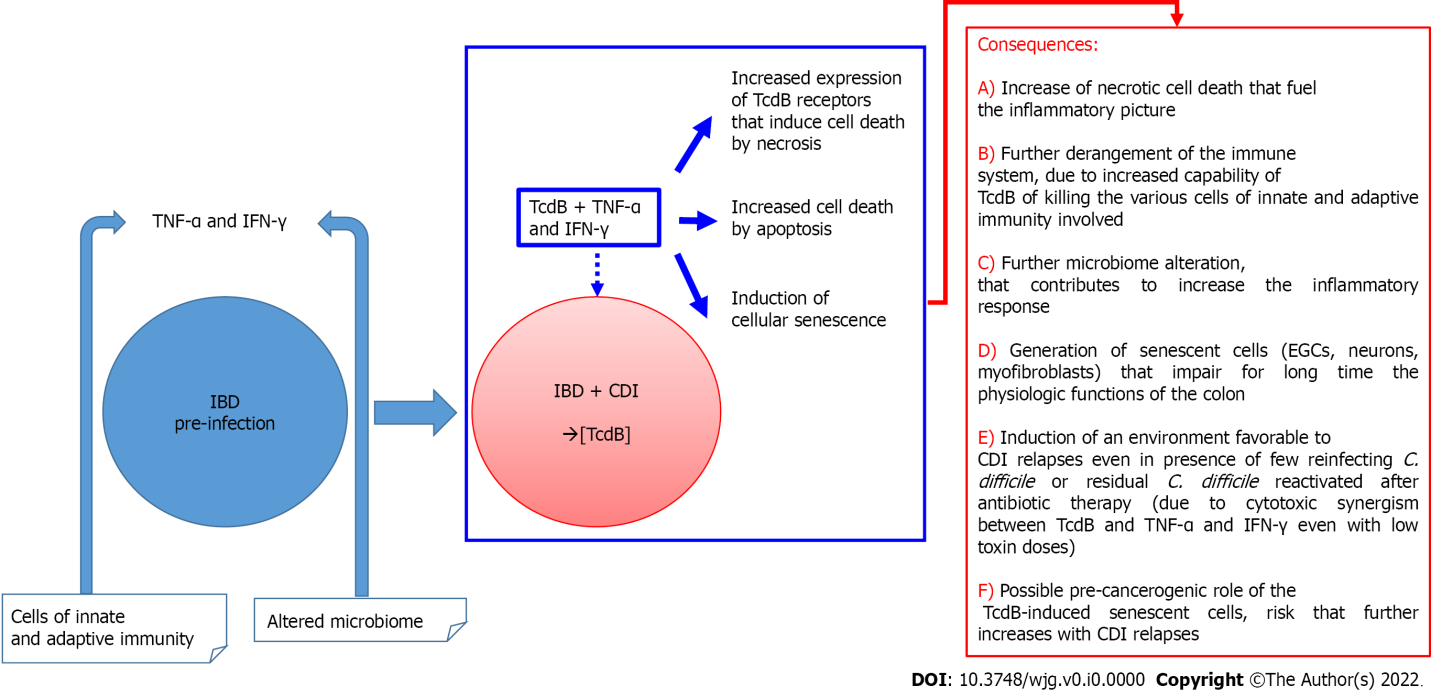 TNF-ɑ and IFN-γ
IBD
pre-infection
Cells of innate
and adaptive immunity
Altered microbiome
Increased expression
of TcdB receptors
that induce cell death
by necrosis
TcdB + TNF-ɑ
and IFN-γ
Increased cell death
by apoptosis
Induction of
cellular senescence
IBD + CDI
→[TcdB]
Consequences:
A) Increase of necrotic cell death that fuel
the inflammatory picture
B) Further derangement of the immune
system, due to increased capability of
TcdB of killing the various cells of innate and adaptive
immunity involved
C) Further microbiome alteration,
that contributes to increase the inflammatory
response
D) Generation of senescent cells (EGCs, neurons,
myofibroblasts) that impair for long time the
physiologic functions of the colon
E) Induction of an environment favorable to
CDI relapses even in presence of few reinfecting C.
difficile or residual C. difficile reactivated after
antibiotic therapy (due to cytotoxic synergism
between TcdB and TNF-ɑ and IFN-γ even with low
toxin doses)
F) Possible pre-cancerogenic role of the
TcdB-induced senescent cells, risk that further
increases with CDI relapses
DOI: 10.3748/wjg.v0.i0.0000 Copyright ©The Author(s) 2022.